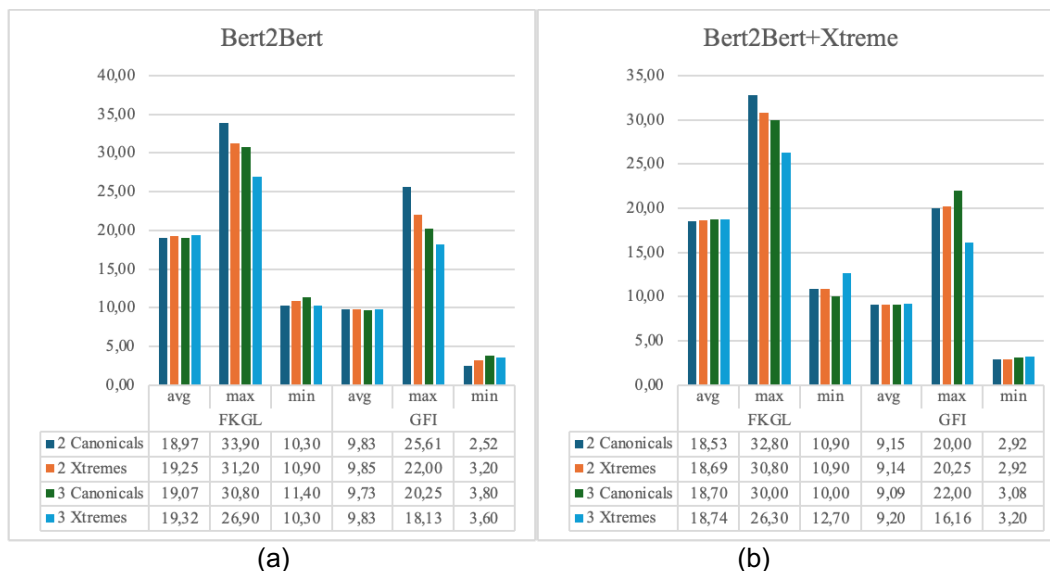 Bert2Bert
40,00
35,00
30,00
25,00
20,00
15,00
10,00
5,00
0,00
avg max min avg max min
FKGL GFI
2 Canonicals 18,97 33,90 10,30 9,83 25,61 2,52
2 Xtremes 19,25 31,20 10,90 9,85 22,00 3,20
3 Canonicals 19,07 30,80 11,40 9,73 20,25 3,80
3 Xtremes 19,32 26,90 10,30 9,83 18,13 3,60
(a)
Bert2Bert+Xtreme
35,00
30,00
25,00
20,00
15,00
10,00
5,00
0,00
avg max min avg max min
FKGL GFI
2 Canonicals 18,53 32,80 10,90 9,15 20,00 2,92
2 Xtremes 18,69 30,80 10,90 9,14 20,25 2,92
3 Canonicals 18,70 30,00 10,00 9,09 22,00 3,08
3 Xtremes 18,74 26,30 12,70 9,20 16,16 3,20
(b)